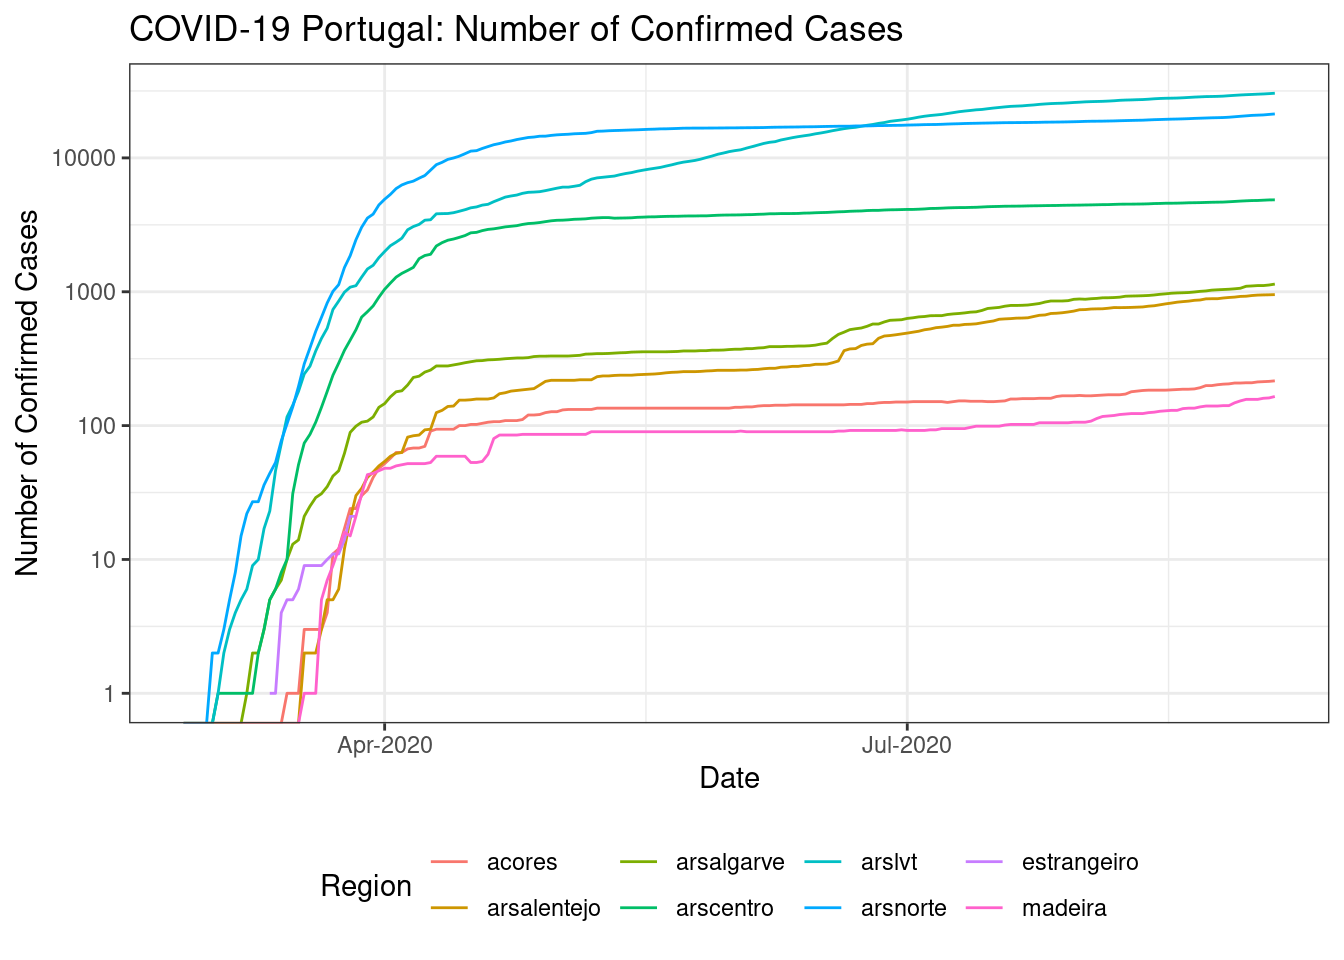 COVID-19 Portugal: Number of Confirmed Cases
Number of Confirmed Cases
10000
1000
100
10
1
Apr-2020 Jul-2020
Date
Region
acores arsalgarve arslvt estrangeiro
arsalentejo arscentro arsnorte madeira